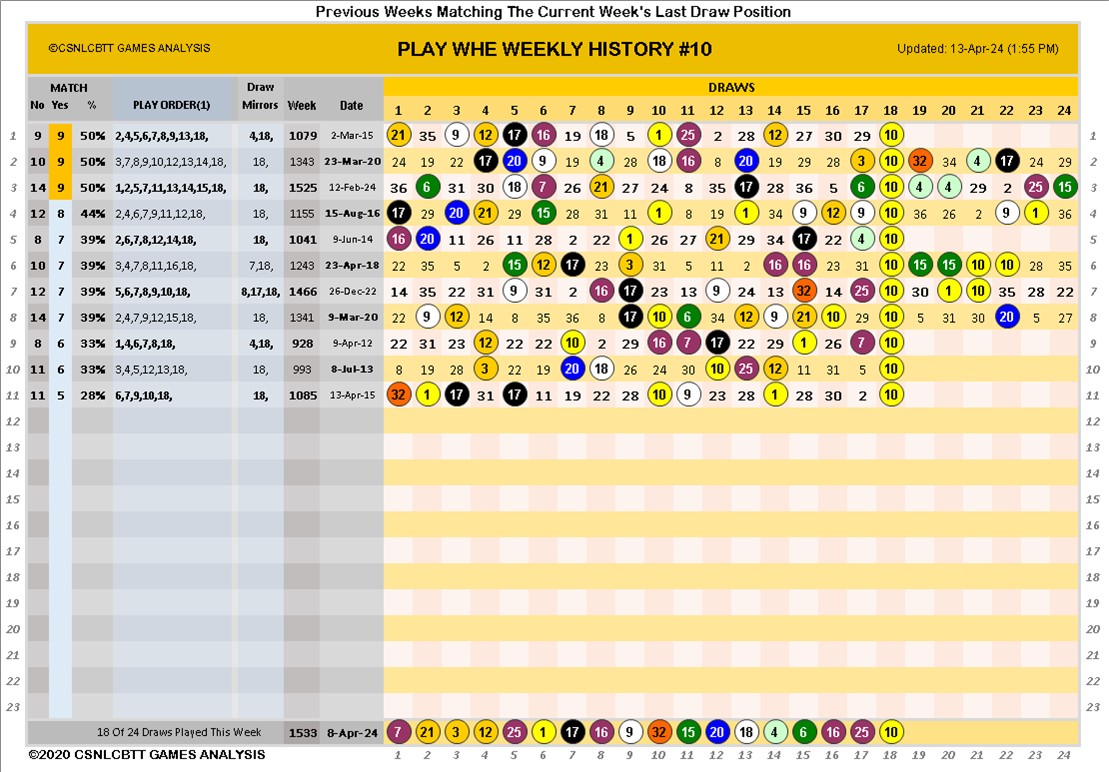 Previous Weeks Matching The Current Week's Last Draw Position
©CSNLCBTT GAMES ANALYSIS PLAY WHE WEEKLY HISTORY #10 Updated: 13-Apr-24 (1:55 PM)
MATCH Draw DRAWS
No Yes % PLAY ORDER(1) Mirrors Week Date 1 2 3 4 5 6 7 8 9 10 11 12 13 14 15 16 17 18 19 20 21 22 23 24
1 9 9 50% 2,4,5,6,7,8,9,13,18, 4,18, 1079 2-Mar-15 21 35 9 12 17 16 19 18 5 1 25 2 28 12 27 30 29 10 1
2 10 9 50% 3,7,8,9,10,12,13,14,18, 18, 1343 23-Mar-20 24 19 22 17 20 9 19 4 28 18 16 8 20 19 29 28 3 10 32 34 4 17 24 29 2
3 14 9 50% 1,2,5,7,11,13,14,15,18, 18, 1525 12-Feb-24 36 6 31 30 18 7 26 21 27 24 8 35 17 28 36 5 6 10 4 4 29 2 23 15 3
4 12 8 44% 2,4,6,7,9,11,12,18, 18, 1155 15-Aug-16 17 29 20 21 29 15 28 31 11 1 8 19 1 34 9 12 9 10 36 26 2 9 1 36 4
5 8 7 39% 2,6,7,8,12,14,18, 18, 1041 9-Jun-14 16 20 11 26 11 28 2 22 1 26 27 21 29 34 17 22 4 10 5
6 10 7 39% 3,4,7,8,11,16,18, 7,18, 1243 23-Apr-18 22 35 5 2 15 12 17 23 3 31 5 11 2 16 16 23 31 10 15 15 10 10 28 35 6
7 12 7 39% 5,6,7,8,9,10,18, 8,17,18, 1466 26-Dec-22 14 35 22 31 9 31 2 16 17 23 13 9 24 13 32 14 25 10 30 1 10 35 28 22 7
8 14 7 39% 2,4,7,9,12,15,18, 18, 1341 9-Mar-20 22 9 12 14 8 35 36 8 17 10 6 34 12 9 21 10 29 10 5 31 30 20 5 27 8
9 8 6 33% 1,4,6,7,8,18, 4,18, 928 9-Apr-12 22 31 23 12 22 22 10 2 29 16 7 17 22 29 1 26 7 10 9
10 11 6 33% 3,4,5,12,13,18, 18, 993 8-Jul-13 8 19 28 3 22 19 20 18 26 24 30 10 25 12 11 31 5 10 10
11 11 5 28% 6,7,9,10,18, 18, 1085 13-Apr-15 32 1 17 31 17 11 19 22 28 10 9 23 28 1 28 30 2 10 11
12 12
13 13
14 14
15 15
16 16
17 17
18 18
19 19
20 20
21 21
22 22
23 23
18 Of 24 Draws Played This Week 1533 8-Apr-24 7 21 3 12 25 1 17 16 9 32 15 20 18 4 6 16 25 10
©2020 CSNLCBTT GAMES ANALYSIS 1 2 3 4 5 6 7 8 9 10 11 12 13 14 15 16 17 18 19 20 21 22 23 24